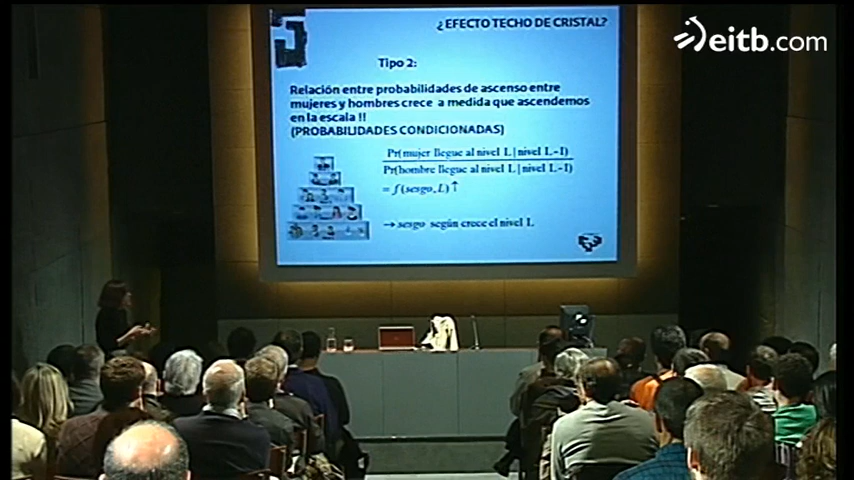 eitb.com
¿ EFECTO TECHO DE CRISTAL?
Tipo 2:
Relación entre probabilidades de ascenso entre
mujeres y hombres crece a medida que ascendemos
en la escala !!
(PROBABILIDADES CONDICIONADAS)
Pr(mujer llegue al nivel L | nivel L - 1)
Pr(hombre llegue al nivel L | nivel L - 1)
= f (sesgo, L) ↑
→ sesgo según crece el nivel L